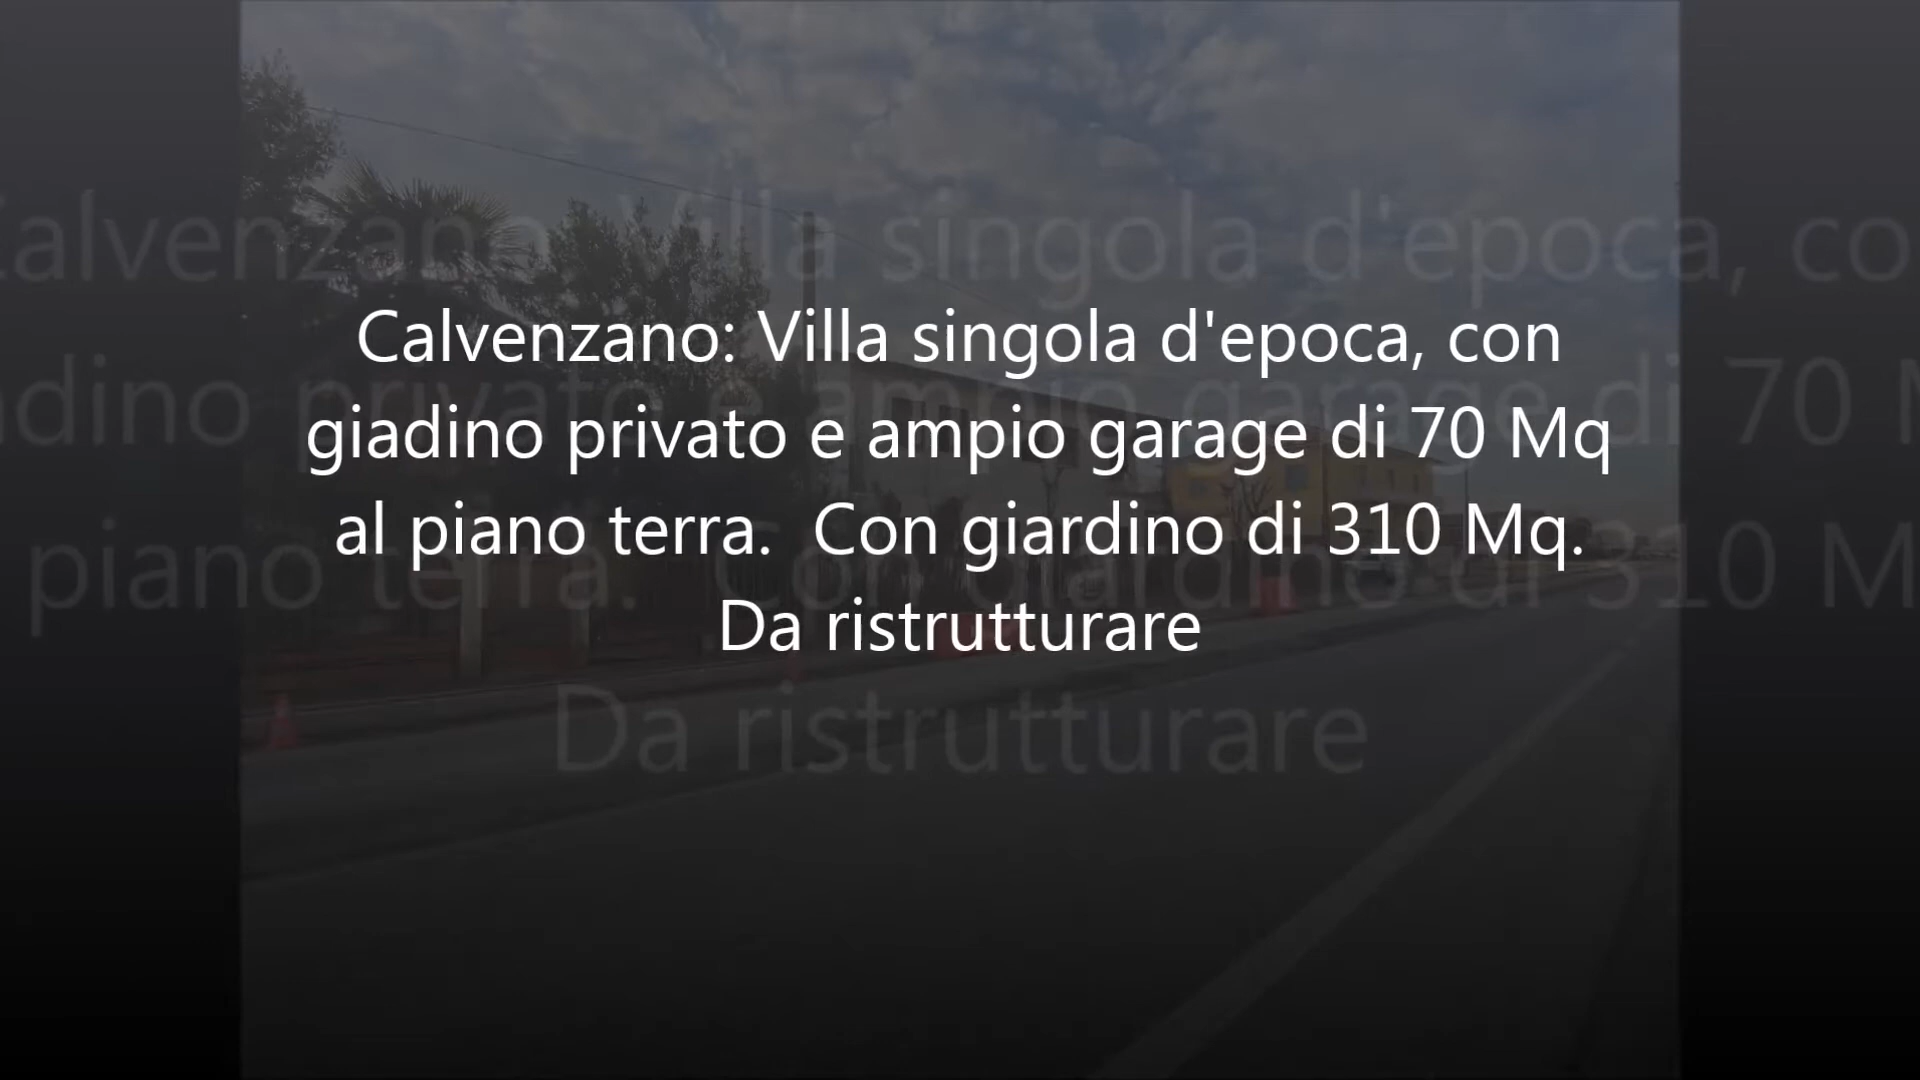 Calvenzano: Villa singola d'epoca, con
giadino privato e ampio garage di 70 Mq
al piano terra.  Con giardino di 310 Mq.
Da ristrutturare